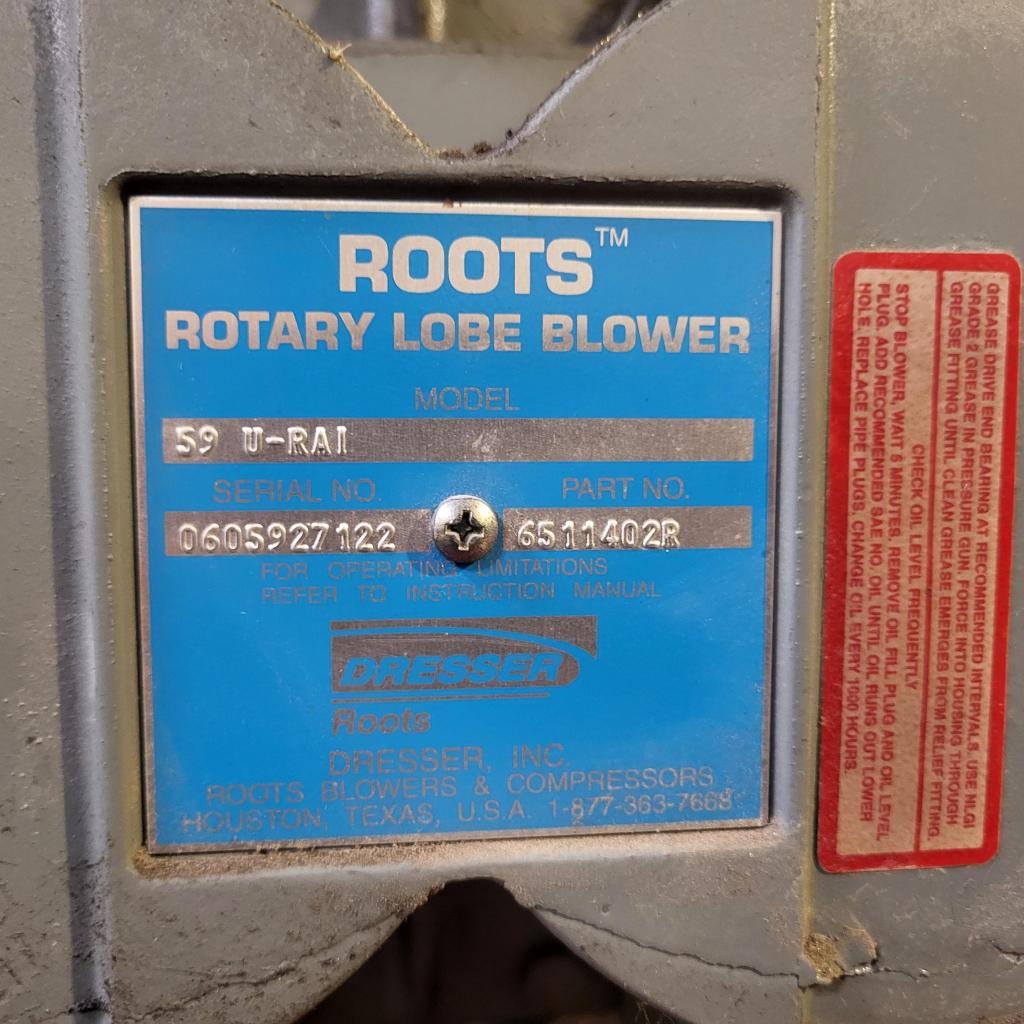 ROOTS™
ROTARY LOBE BLOWER
MODEL
59 U-RAI
SERIAL NO. PART NO.
0605927122 6511402R
FOR OPERATING LIMITATIONS
REFER TO INSTRUCTION MANUAL
DRESSER
Roots
DRESSER, INC.
ROOTS BLOWERS & COMPRESSORS
HOUSTON, TEXAS, U.S.A. 1-877-363-7668
GREASE DRIVE END BEARING AT RECOMMENDED INTERVALS. USE NLGI
GRADE 2 GREASE IN PRESSURE GUN. FORCE INTO HOUSING THROUGH
GREASE FITTING UNTIL CLEAN GREASE EMERGES FROM RELIEF FITTING.
CHECK OIL LEVEL FREQUENTLY
STOP BLOWER, WAIT 5 MINUTES. REMOVE OIL FILL PLUG AND OIL LEVEL
PLUG. ADD RECOMMENDED SAE NO. OIL UNTIL OIL RUNS OUT LOWER
HOLE. REPLACE PIPE PLUGS. CHANGE OIL EVERY 1000 HOURS.